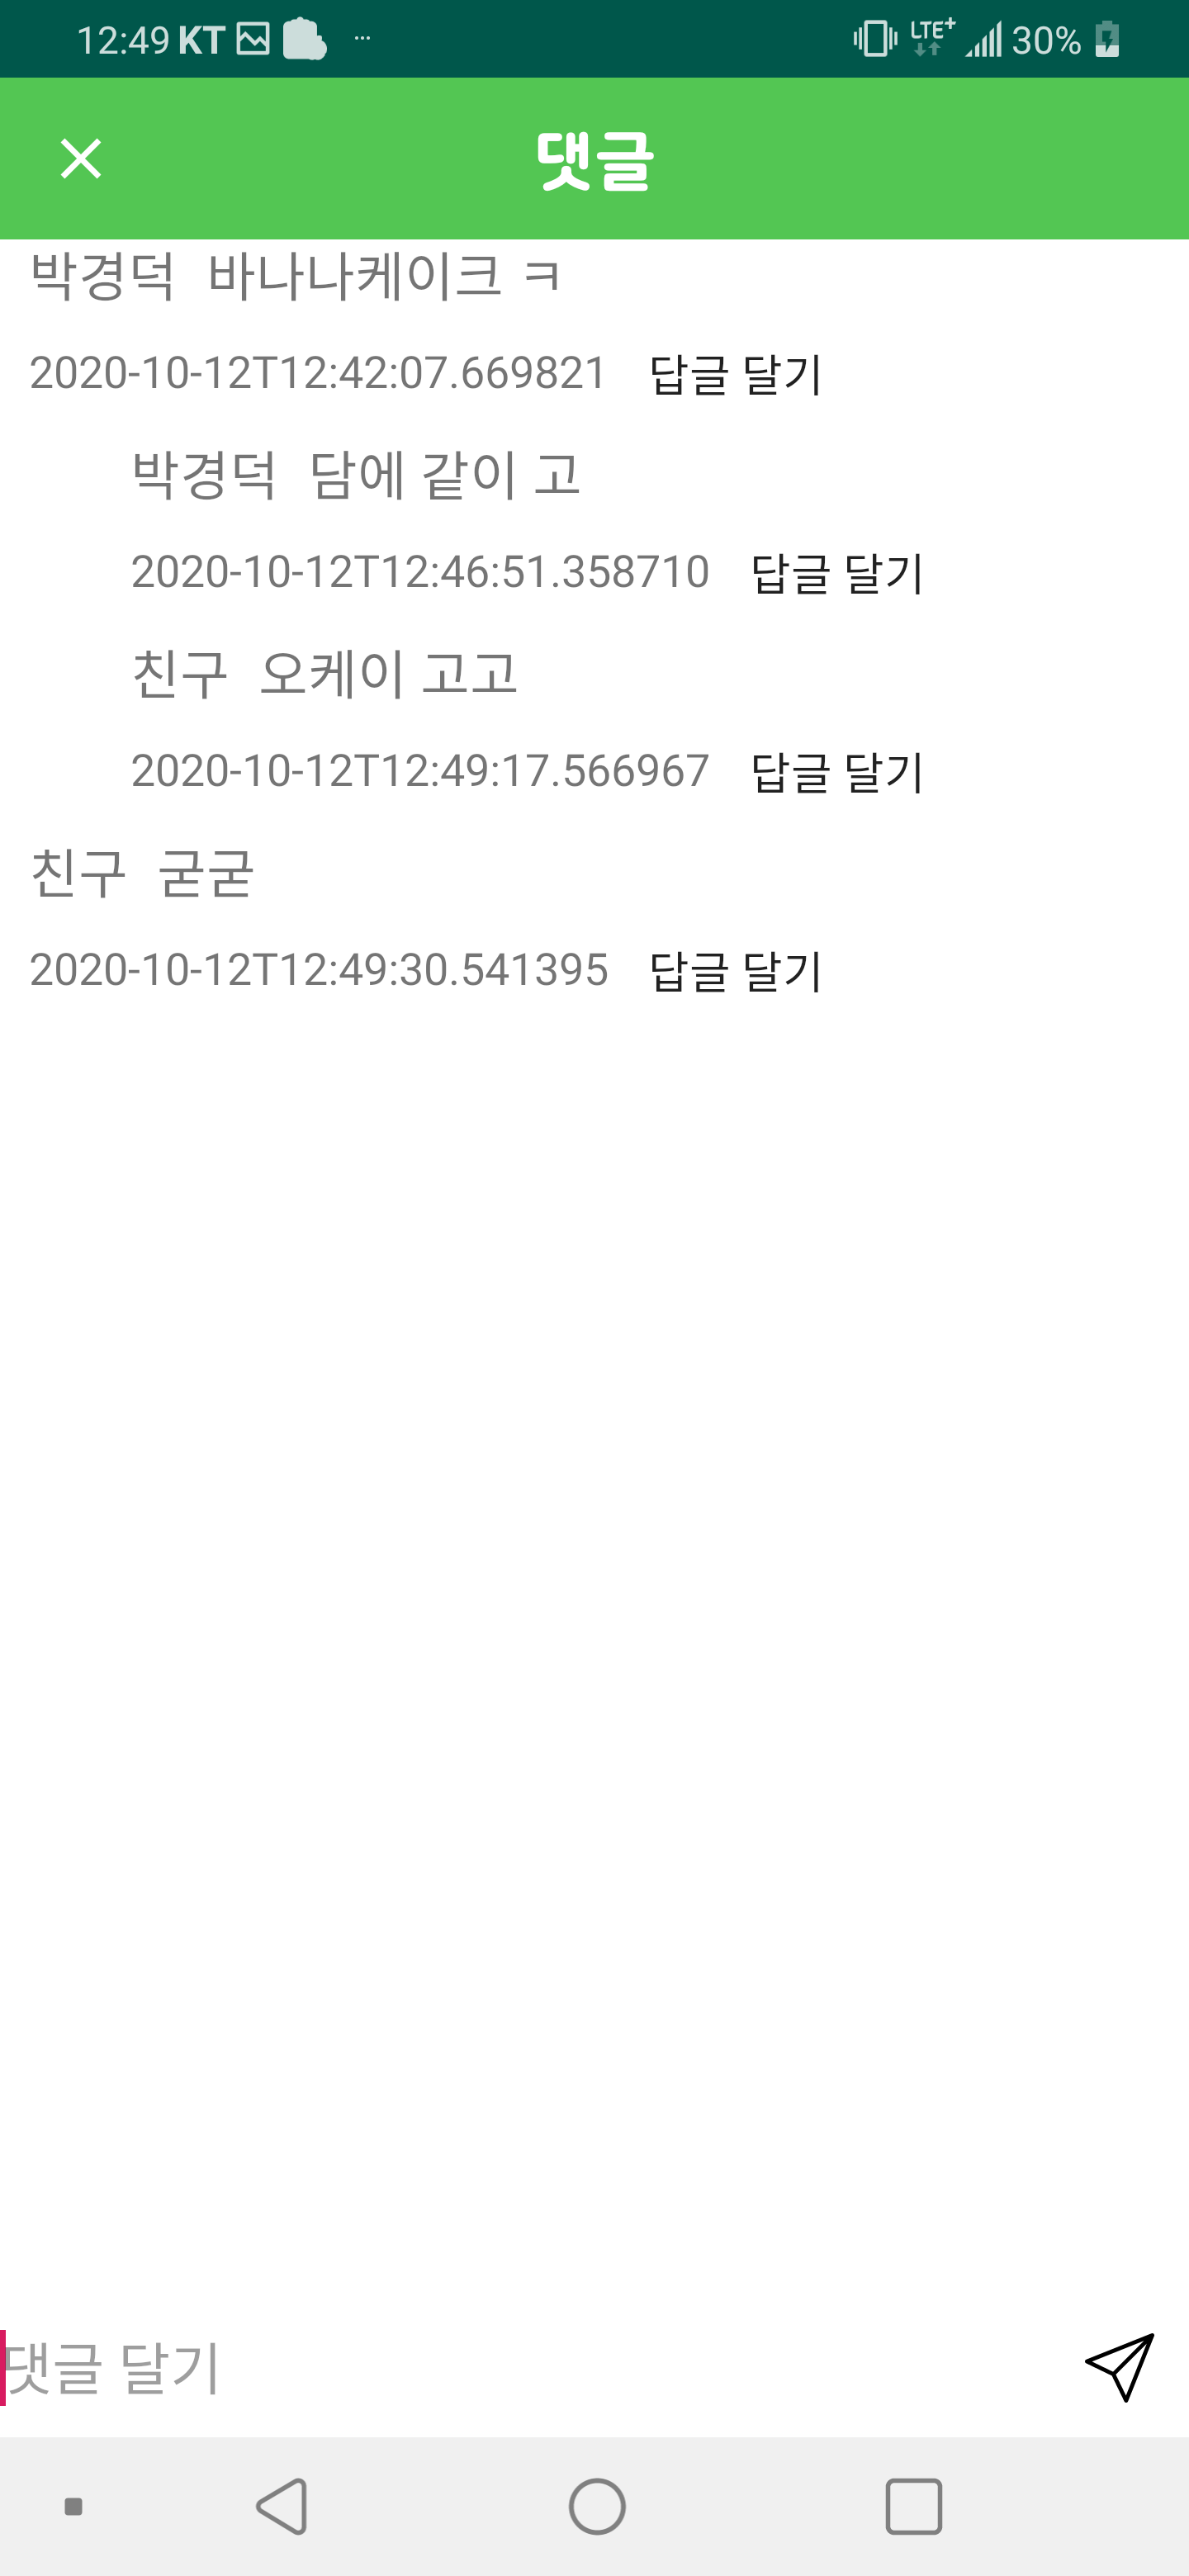 12:49 KT ... LTE+ 30%
댓글
박경덕 바나나케이크 ㅋ
2020-10-12T12:42:07.669821 답글 달기
박경덕 담에 같이 고
2020-10-12T12:46:51.358710 답글 달기
친구 오케이 고고
2020-10-12T12:49:17.566967 답글 달기
친구 굳굳
2020-10-12T12:49:30.541395 답글 달기
댓글 달기